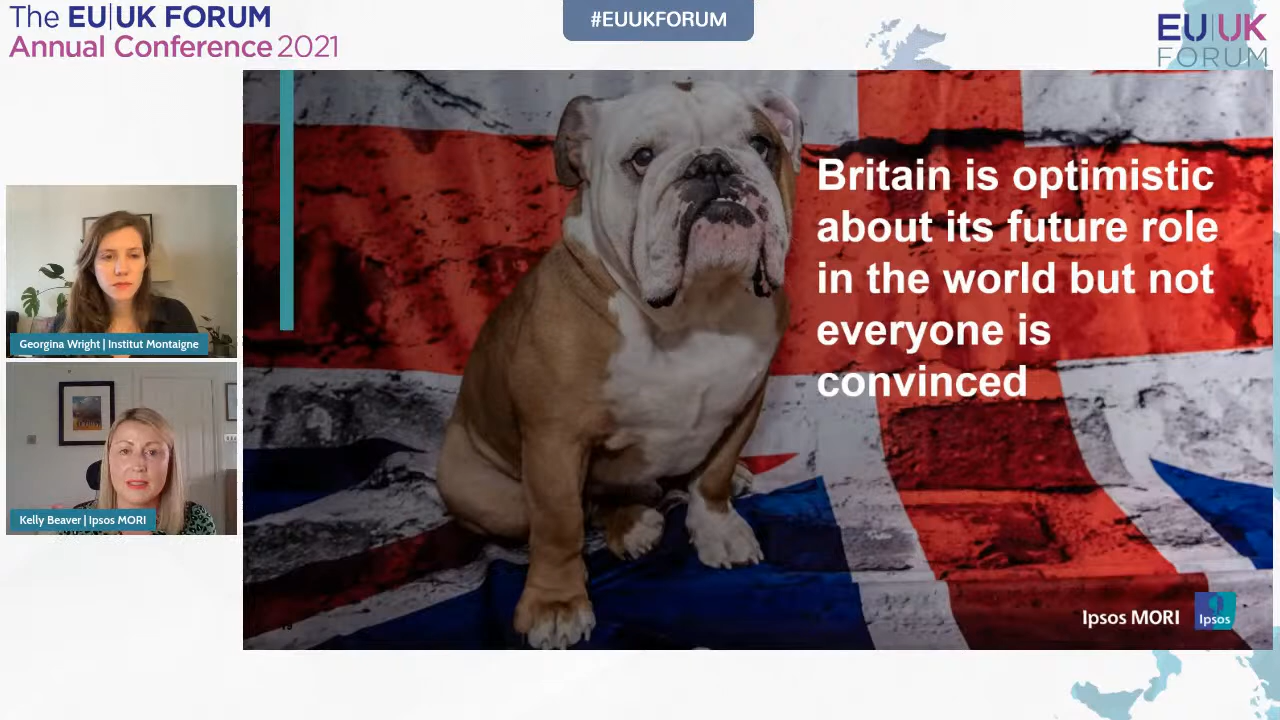 The EU|UK FORUM
Annual Conference 2021
#EUUKFORUM
EU|UK
FORUM
Georgina Wright | Institut Montaigne
Kelly Beaver | Ipsos MORI
Britain is optimistic
about its future role
in the world but not
everyone is
convinced
Ipsos MORI
Ipsos